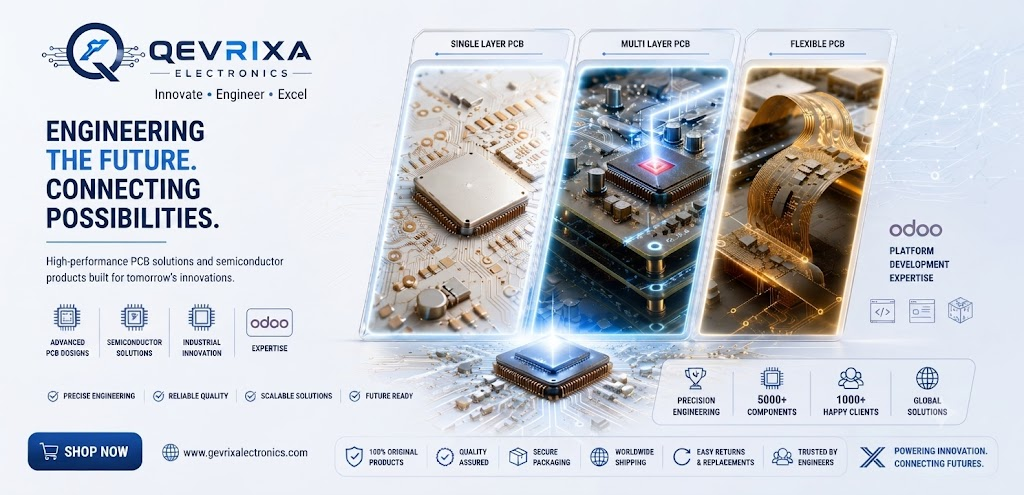 QEVRIXA
ELECTRONICS
Innovate • Engineer • Excel
ENGINEERING
THE FUTURE.
CONNECTING
POSSIBILITIES.
High-performance PCB solutions and semiconductor
products built for tomorrow's innovations.
ADVANCED
PCB DOSIGNS
SEMICONDUCTOR
SOLUTIONS
INDUSTRIAL
INNOVATION
odoo
EXPERTISE
PRECISE ENGINEERING
RELIABLE QUALITY
SCALABLE SOLUTIONS
FUTURE READY
SHOP NOW
www.gevrixalectronics.com
SINGLE LAYER PCB
MULTI LAYER PCB
FLEXIBLE PCB
odoo
PLATFORM
DEVELOPMENT
EXPERTISE
</>
PRECISION
ENGINEERING
5000+
COMPONENTS
1000+
HAPPY CLIENTS
GLOBAL
SOLUTIONS
100% ORIGINAL
PRODUCTS
QUALITY
ASSURED
SECURE
PACKAGING
WORLDWIDE
SHIPPING
EASY RETURNS
& REPLACEMENTS
TRUSTED BY
ENGINEERS
POWERING INNOVATION.
CONNECTING FUTURES.